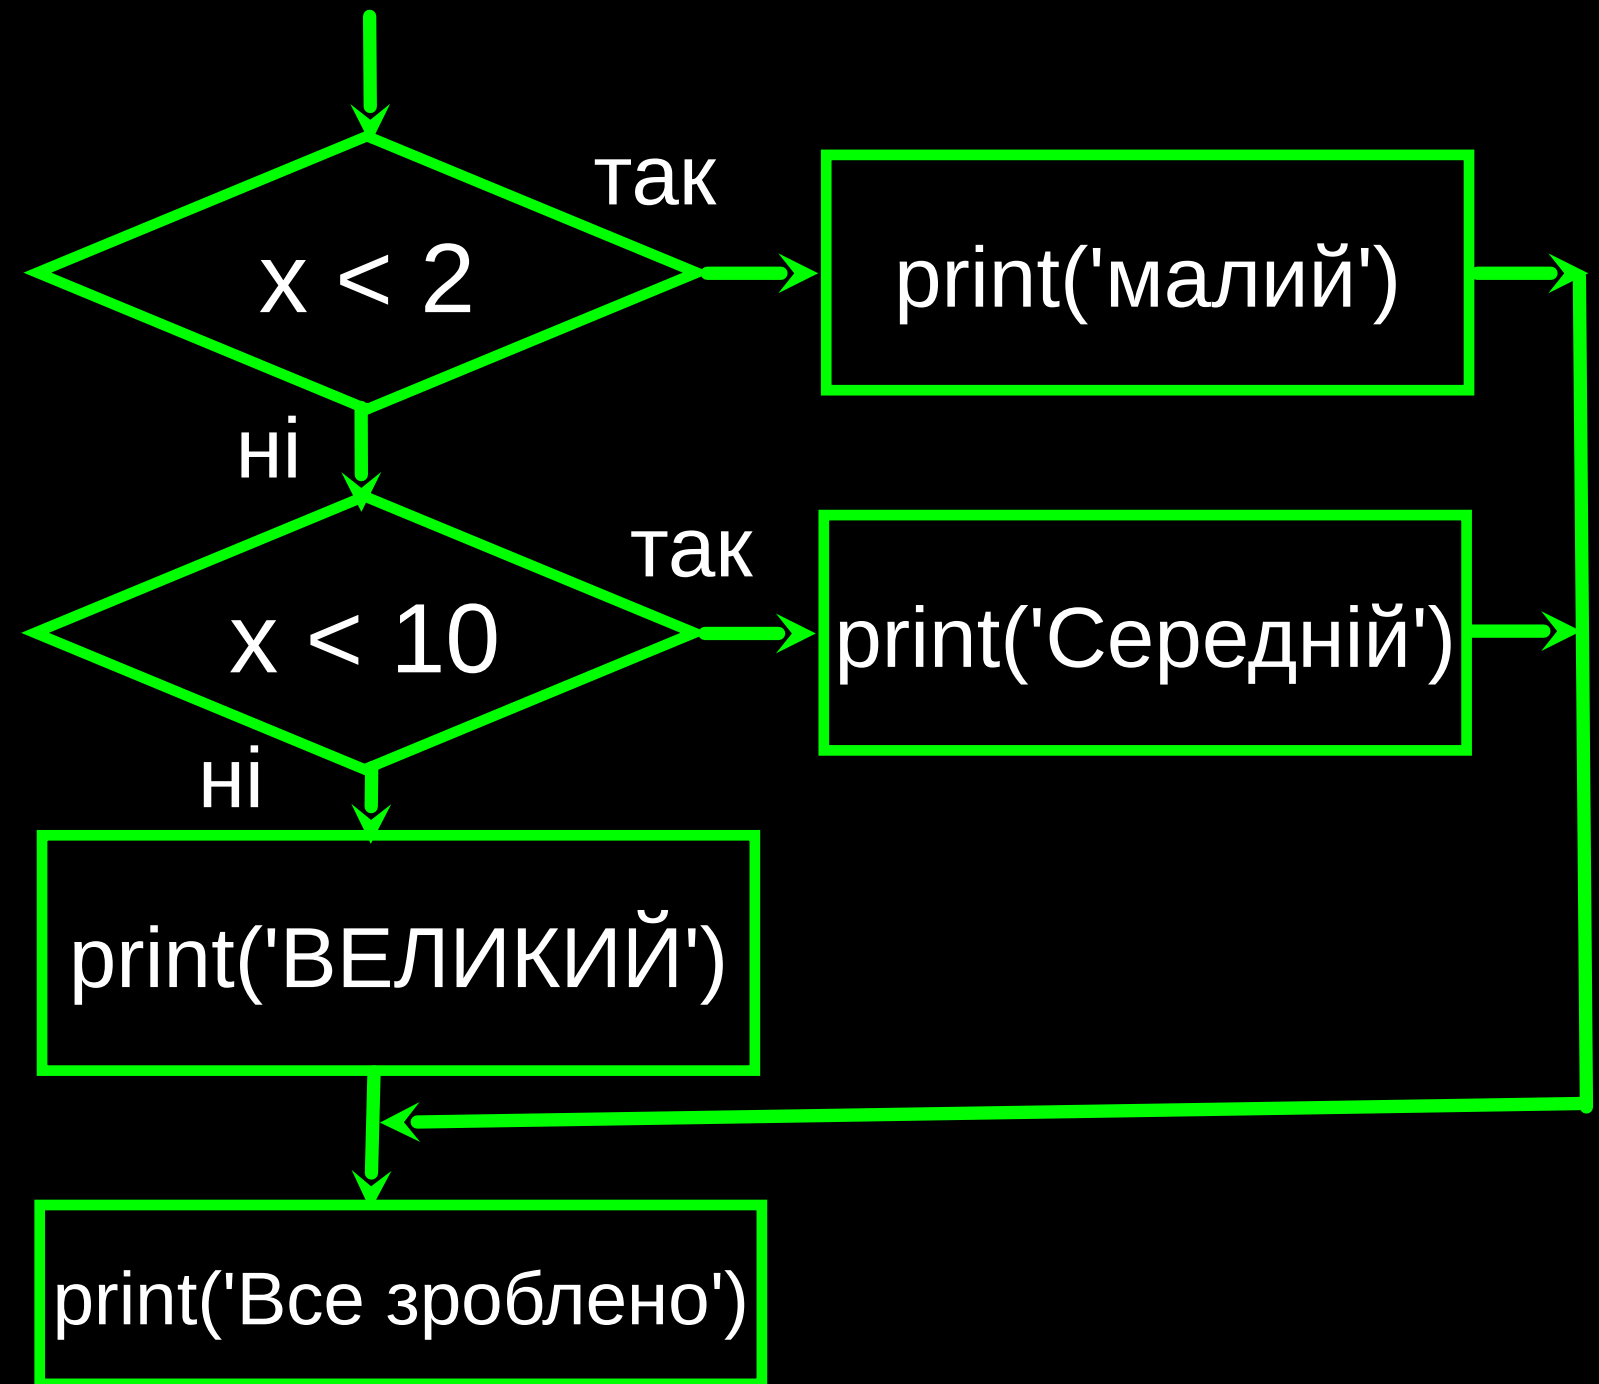 так
x < 2
print('малий')
ні
так
x < 10
print('Середній')
ні
print('ВЕЛИКИЙ')
print('Все зроблено')